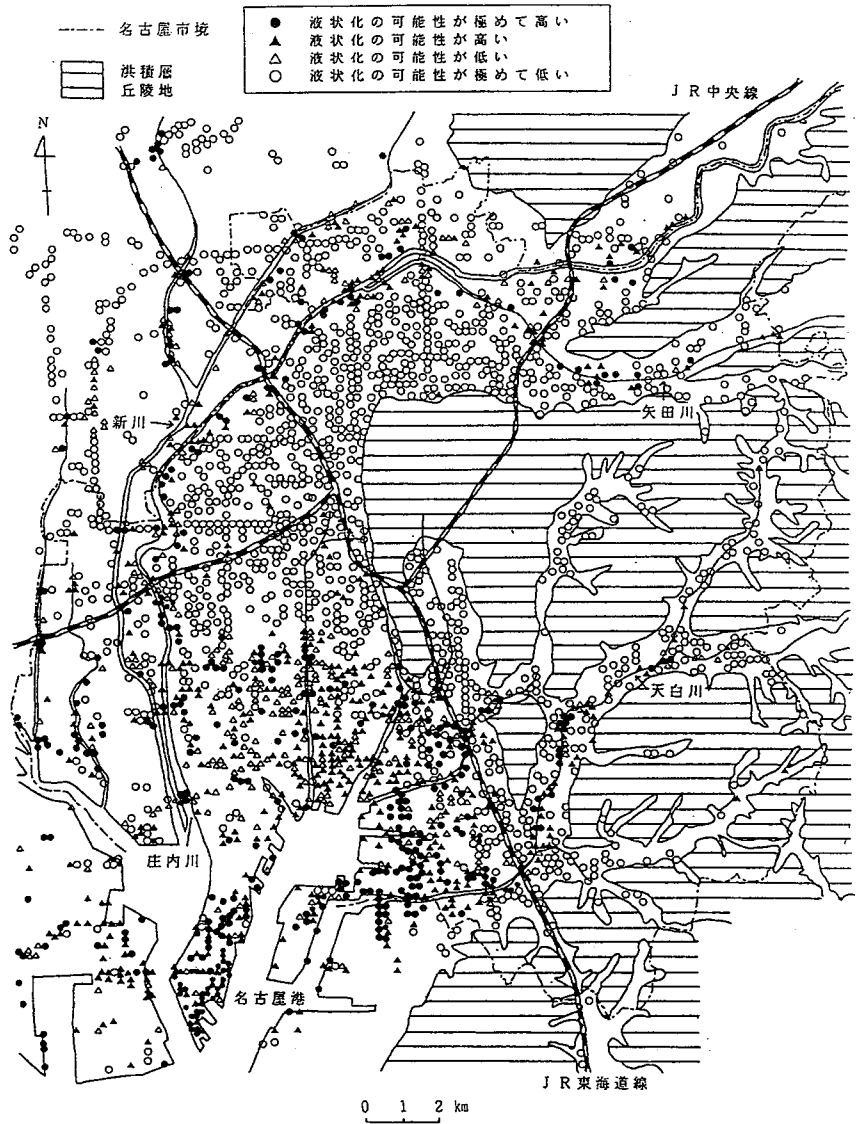 名古屋市境
洪積層
丘陵地
● 液状化の可能性が極めて高い
▲ 液状化の可能性が高い
△ 液状化の可能性が低い
○ 液状化の可能性が極めて低い
JR中央線
N
新川
矢田川
天白川
庄内川
名古屋港
JR東海道線
0 1 2 km